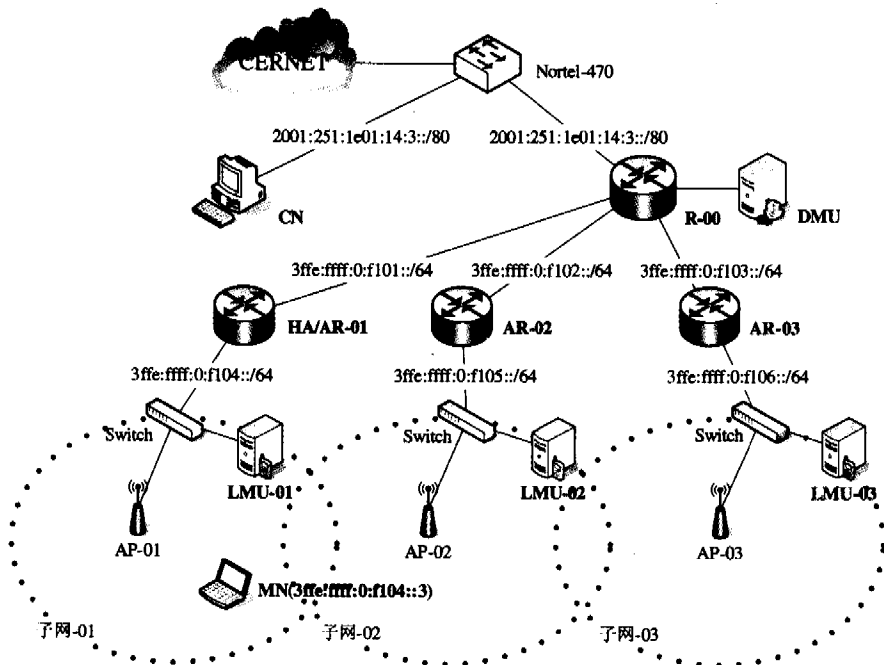 CERNET
Nortel-470
2001:251:1e01:14:3::/80
2001:251:1e01:14:3::/80
CN
R-00
DMU
3ffe:ffff:0:f101::/64
3ffe:ffff:0:f102::/64
3ffe:ffff:0:f103::/64
HA/AR-01
AR-02
AR-03
3ffe:ffff:0:f104::/64
3ffe:ffff:0:f105::/64
3ffe:ffff:0:f106::/64
Switch
Switch
Switch
LMU-01
LMU-02
LMU-03
AP-01
AP-02
AP-03
MN(3ffe:ffff:0:f104::3)
子网-01
子网-02
子网-03